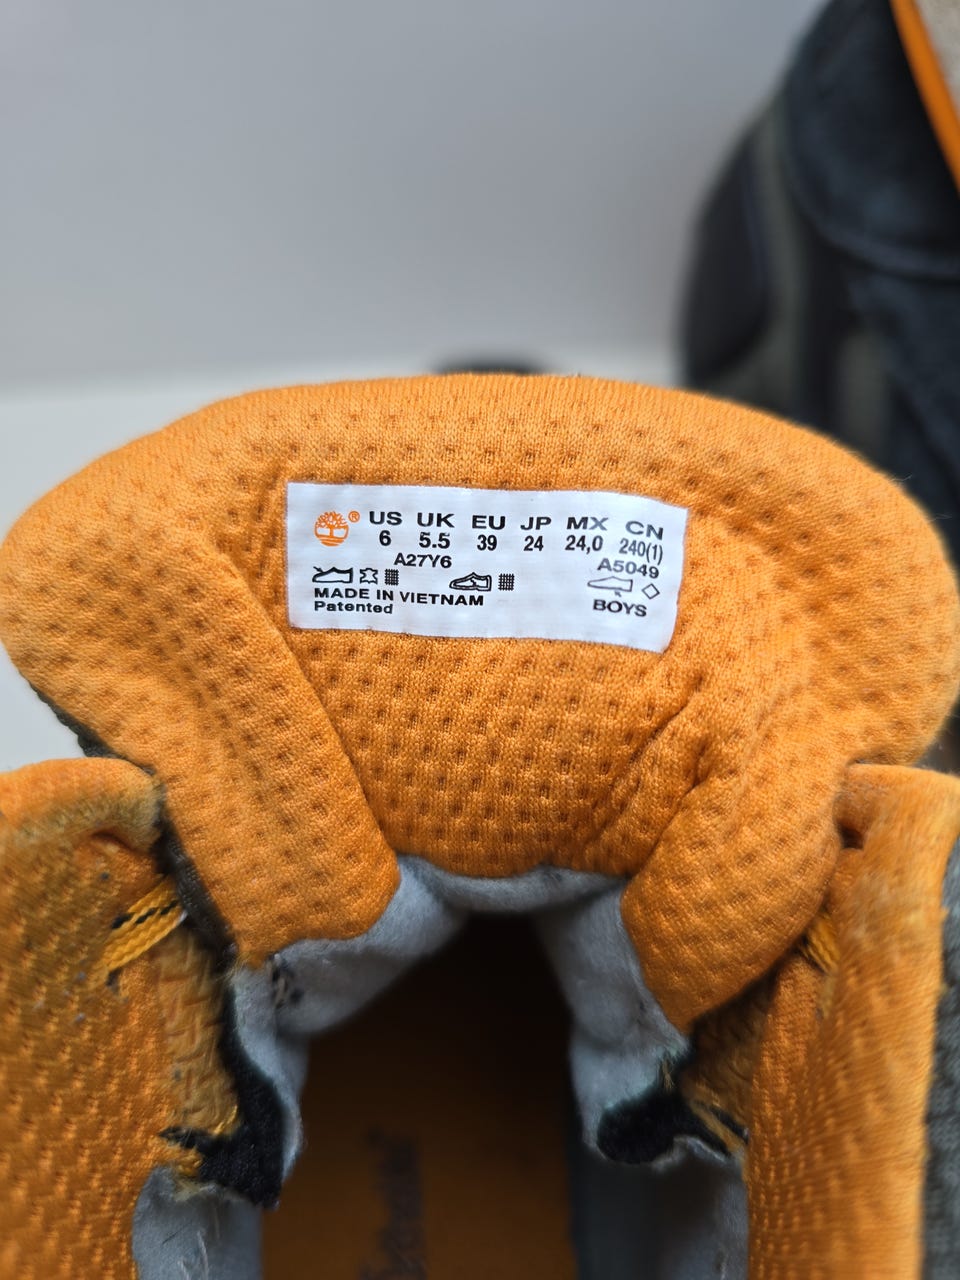 ® US UK EU JP MX CN
6 5.5 39 24 24,0 240(1)
A27Y6 A5049
MADE IN VIETNAM
Patented BOYS